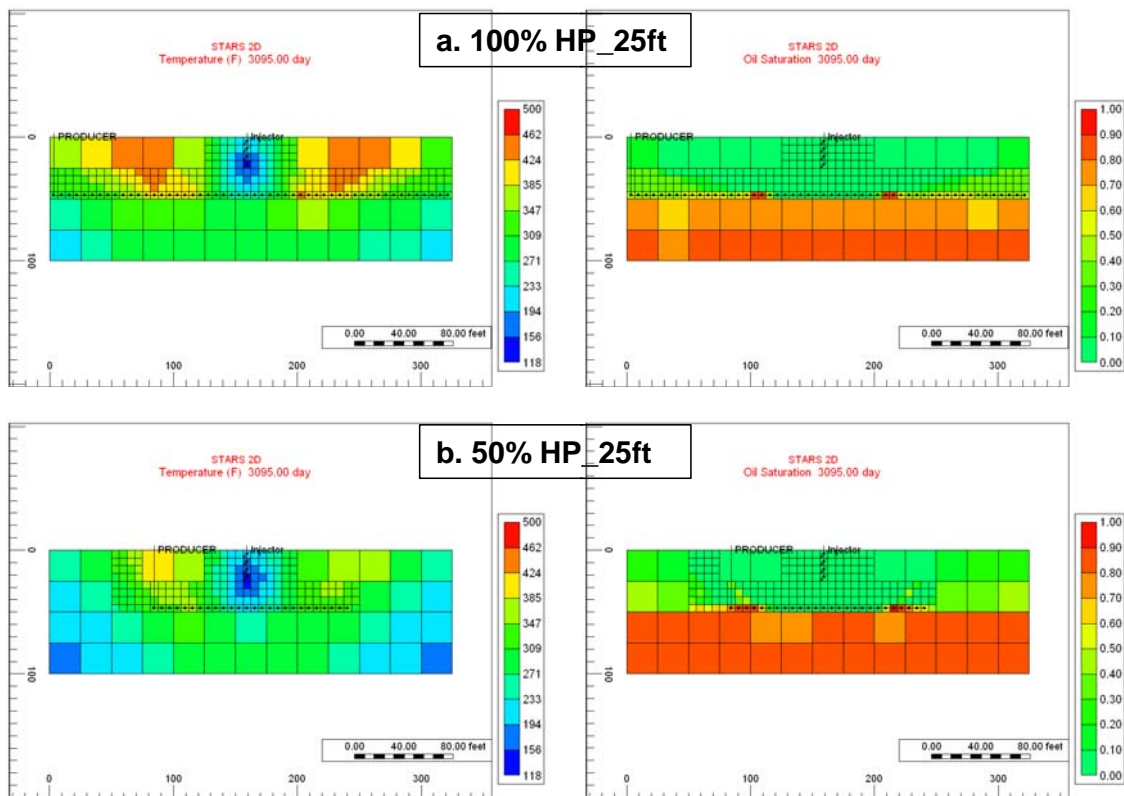 a. 100% HP_25ft
STARS 2D
Temperature (F) 3095.00 day
PRODUCER
Injector
0
100
0.00 40.00 80.00 feet
0 100 200 300
500
462
424
385
347
309
271
233
194
156
118
STARS 2D
Oil Saturation 3095.00 day
PRODUCER
Injector
0
100
0.00 40.00 80.00 feet
0 100 200 300
1.00
0.90
0.80
0.70
0.60
0.50
0.40
0.30
0.20
0.10
0.00
b. 50% HP_25ft
STARS 2D
Temperature (F) 3095.00 day
PRODUCER
Injector
0
100
0.00 40.00 80.00 feet
0 100 200 300
500
462
424
385
347
309
271
233
194
156
118
STARS 2D
Oil Saturation 3095.00 day
PRODUCER
Injector
0
100
0.00 40.00 80.00 feet
0 100 200 300
1.00
0.90
0.80
0.70
0.60
0.50
0.40
0.30
0.20
0.10
0.00